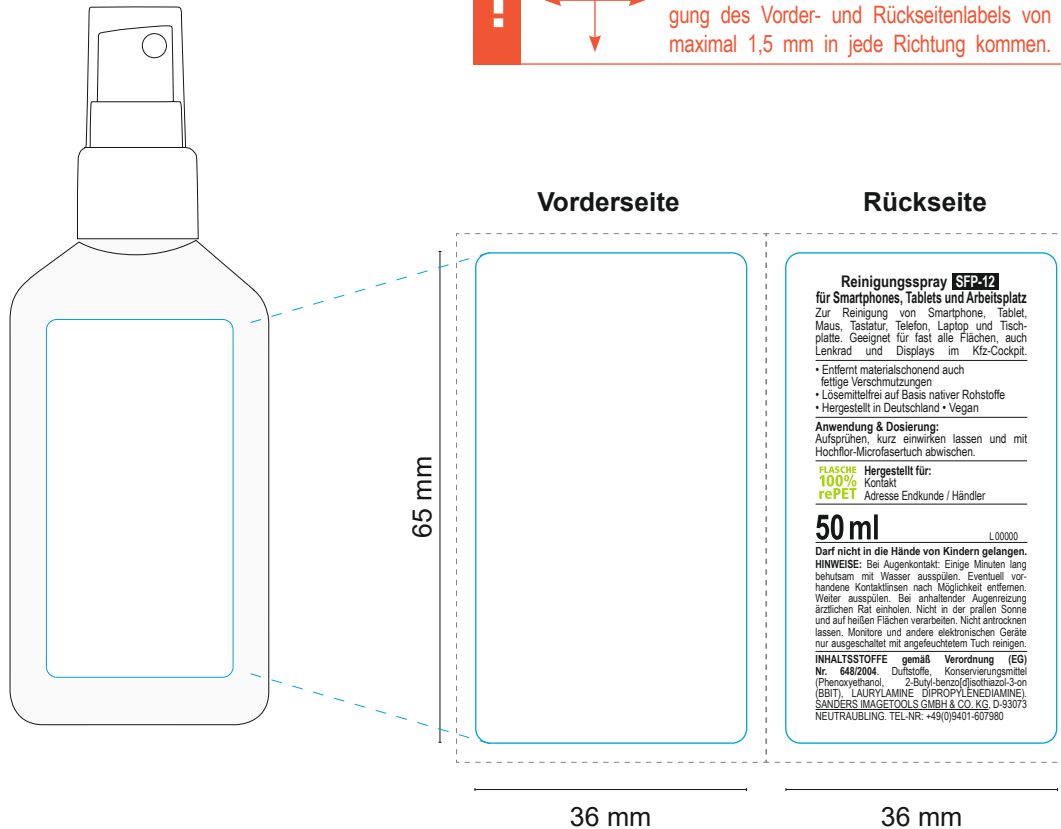 !
gung des Vorder- und Rückseitenlabels von
maximal 1,5 mm in jede Richtung kommen.
Vorderseite
Rückseite
Reinigungsspray SFP-12
für Smartphones, Tablets und Arbeitsplatz
Zur Reinigung von Smartphone, Tablet,
Maus, Tastatur, Telefon, Laptop und Tisch-
platte. Geeignet für fast alle Flächen, auch
Lenkrad und Displays im Kfz-Cockpit.
• Entfernt materialschonend auch
fettige Verschmutzungen
• Lösemittelfrei auf Basis nativer Rohstoffe
• Hergestellt in Deutschland • Vegan
Anwendung & Dosierung:
Aufsprühen, kurz einwirken lassen und mit
Hochflor-Microfasertuch abwischen.
FLASCHE
100%
rePET
Hergestellt für:
Kontakt
Adresse Endkunde / Händler
50 ml
L 00000
Darf nicht in die Hände von Kindern gelangen.
HINWEISE: Bei Augenkontakt: Einige Minuten lang
behutsam mit Wasser ausspülen. Eventuell vor-
handene Kontaktlinsen nach Möglichkeit entfernen.
Weiter ausspülen. Bei anhaltender Augenreizung
ärztlichen Rat einholen. Nicht in der prallen Sonne
und auf heißen Flächen verarbeiten. Nicht antrocknen
lassen. Monitore und andere elektronischen Geräte
nur ausgeschaltet mit angefeuchtetem Tuch reinigen.
INHALTSSTOFFE gemäß Verordnung (EG)
Nr. 648/2004. Duftstoffe, Konservierungsmittel
(Phenoxyethanol, 2-Butyl-benzo[d]isothiazol-3-on
(BBIT), LAURYLAMINE DIPROPYLENEDIAMINE).
SANDERS IMAGETOOLS GMBH & CO. KG, D-93073
NEUTRAUBLING. TEL-NR: +49(0)9401-607980
65 mm
36 mm
36 mm